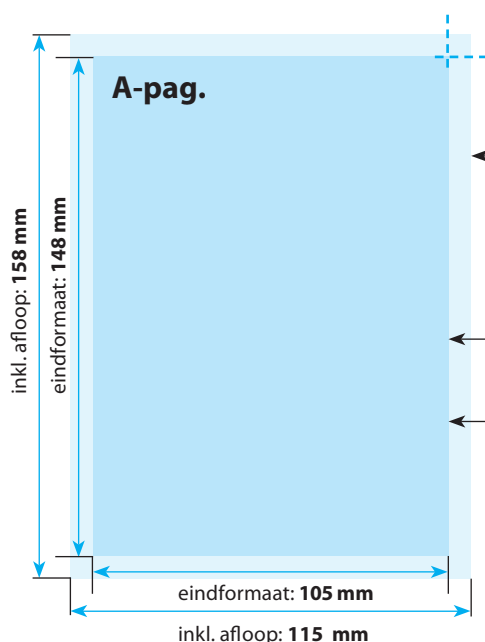 A-pag.
inkl. afloop: 158 mm
eindformaat: 148 mm
eindformaat: 105 mm
inkl. afloop: 115 mm